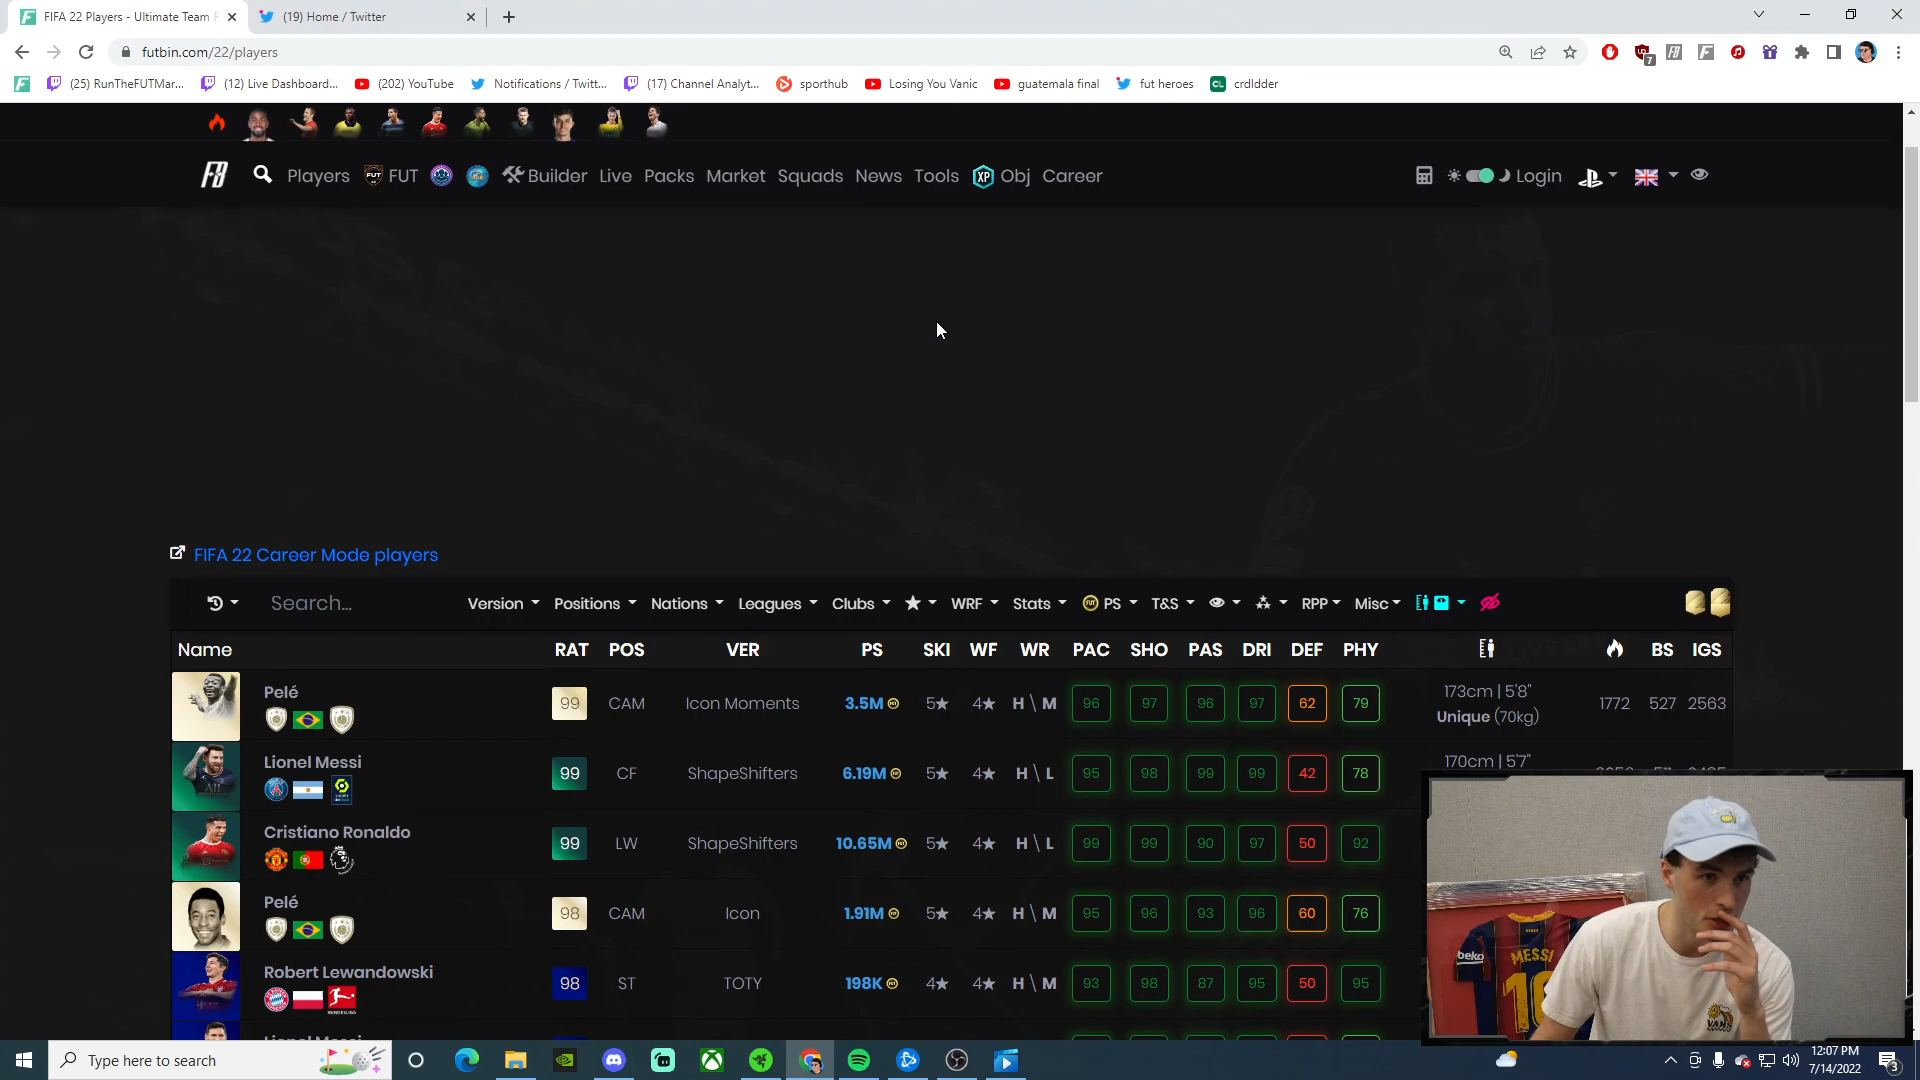 FIFA 22 Players - Ultimate Team F
(19) Home / Twitter
futbin.com/22/players
7
(25) RunTheFUTMar...
(12) Live Dashboard...
(202) YouTube
Notifications / Twitt...
(17) Channel Analyt...
sporthub
Losing You Vanic
guatemala final
fut heroes
CL crdldder
Players FUT FUT Builder Live Packs Market Squads News Tools XP Obj Career Login
FIFA 22 Career Mode players
Search... Version Positions Nations Leagues Clubs WRF Stats PS T&S RPP Misc
Name RAT POS VER PS SKI WF WR PAC SHO PAS DRI DEF PHY BS IGS
Pelé 99 CAM Icon Moments 3.5M 5★ 4★ H \ M 96 97 96 97 62 79 173cm | 5'8" 1772 527 2563
Unique (70kg)
Lionel Messi 99 CF ShapeShifters 6.19M 5★ 4★ H \ L 95 98 99 99 42 78 170cm | 5'7"
Cristiano Ronaldo 99 LW ShapeShifters 10.65M 5★ 4★ H \ L 99 99 90 97 50 92
Pelé 98 CAM Icon 1.91M 5★ 4★ H \ M 95 96 93 96 60 76
Robert Lewandowski 98 ST TOTY 198K 4★ 4★ H \ M 93 98 87 95 50 95
beko MESSI
10
VANS
Type here to search
12:07 PM
7/14/2022
3